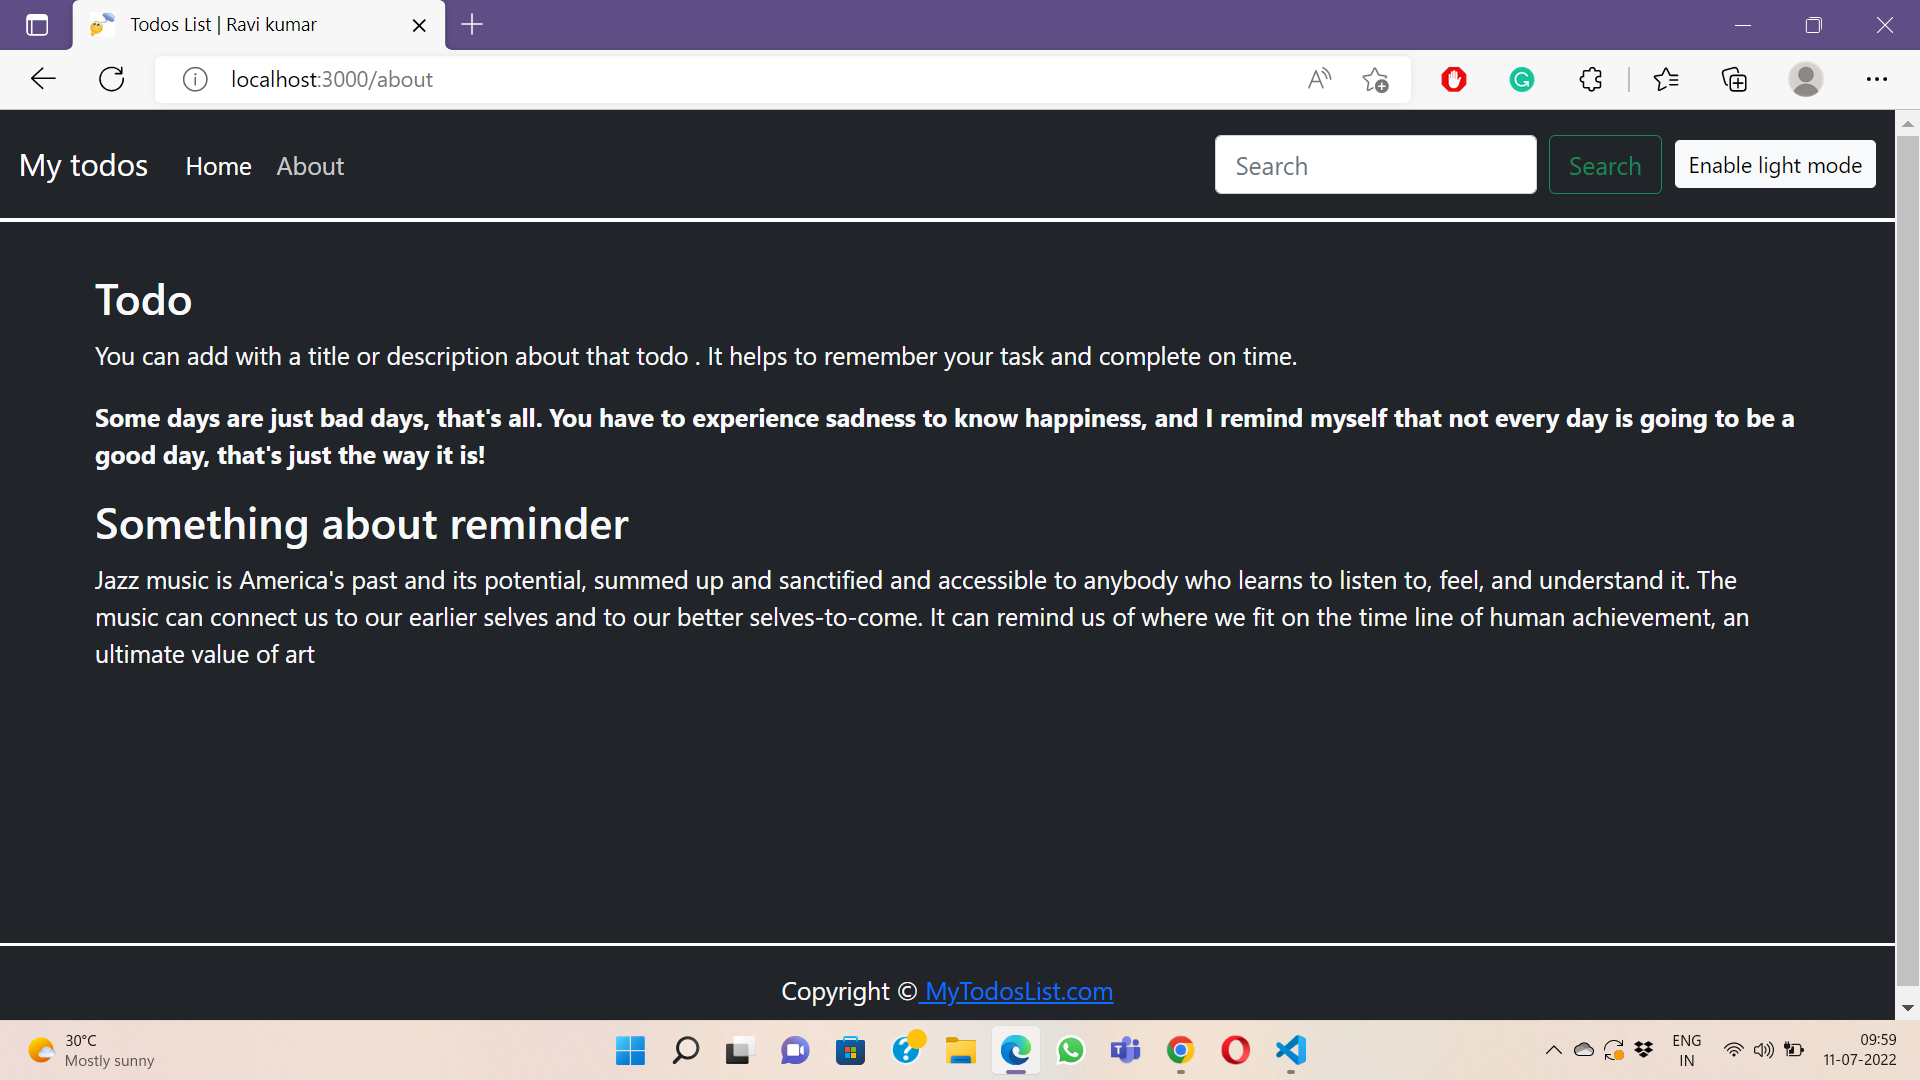 Todos List | Ravi kumar
localhost:3000/about
My todos Home About Search Search Enable light mode
Todo
You can add with a title or description about that todo . It helps to remember your task and complete on time.
Some days are just bad days, that's all. You have to experience sadness to know happiness, and I remind myself that not every day is going to be a
good day, that's just the way it is!
Something about reminder
Jazz music is America's past and its potential, summed up and sanctified and accessible to anybody who learns to listen to, feel, and understand it. The
music can connect us to our earlier selves and to our better selves-to-come. It can remind us of where we fit on the time line of human achievement, an
ultimate value of art
Copyright © MyTodosList.com
30°C
Mostly sunny
ENG
IN
09:59
11-07-2022